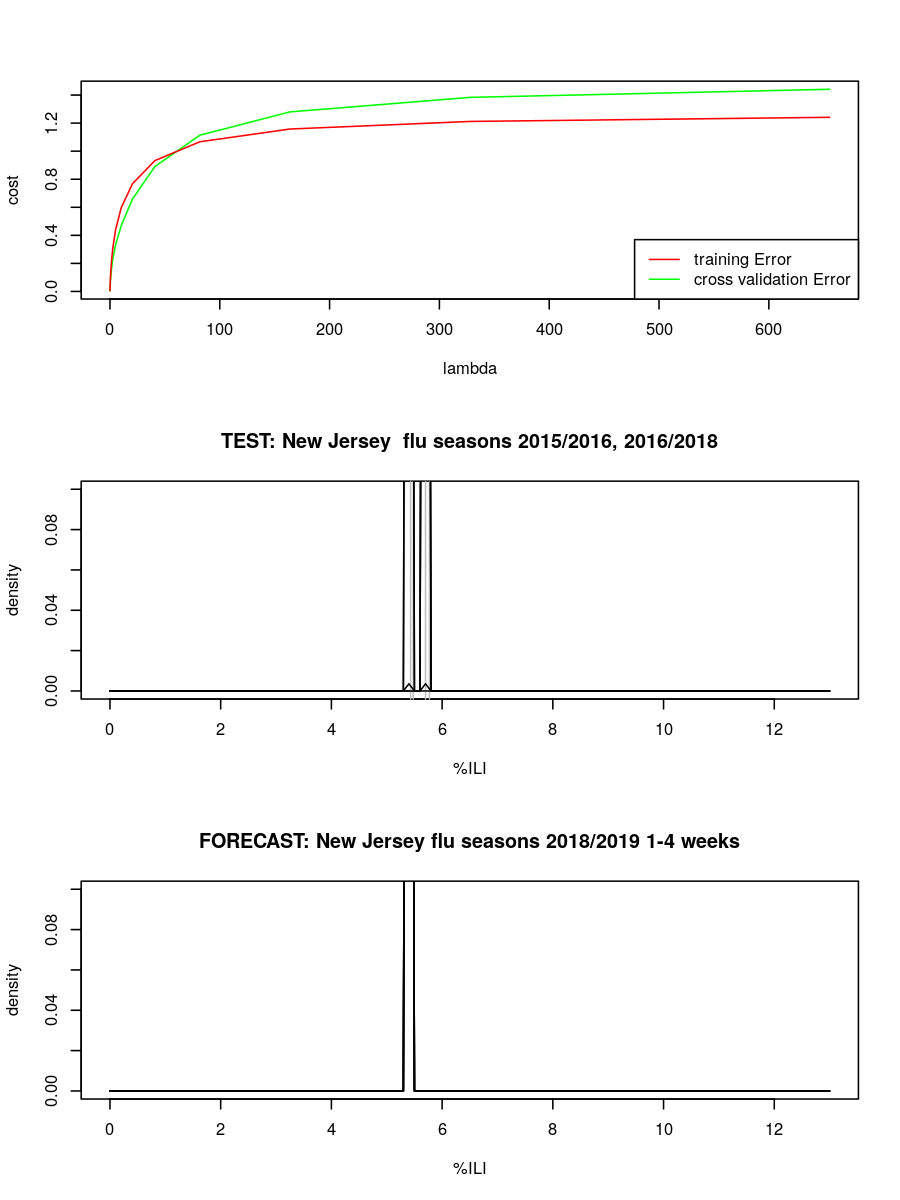 cost
0.0 0.4 0.8 1.2
training Error
cross validation Error
0 100 200 300 400 500 600
lambda
TEST: New Jersey  flu seasons 2015/2016, 2016/2018
density
0.00 0.04 0.08
0 2 4 6 8 10 12
%ILI
FORECAST: New Jersey flu seasons 2018/2019 1-4 weeks
density
0.00 0.04 0.08
0 2 4 6 8 10 12
%ILI